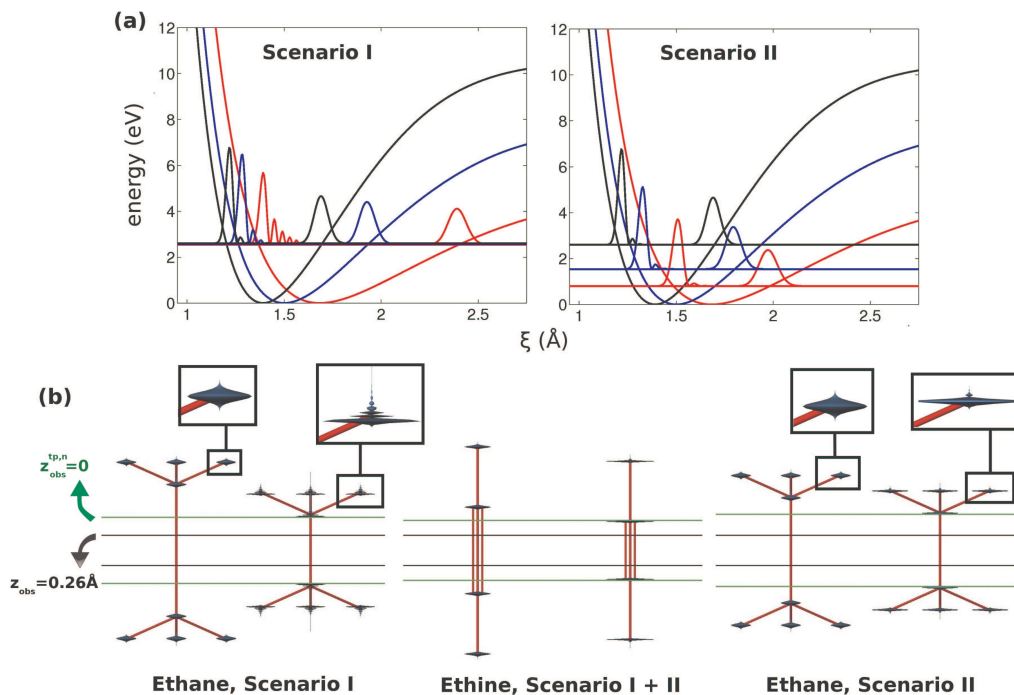 (a)
Scenario I
Scenario II
energy (eV)
12
10
8
6
4
2
0
1
1.5
2
2.5
12
10
8
6
4
2
0
1
1.5
2
2.5
ξ (Å)
(b)
z_obs^tp,n=0
z_obs=0.26Å
Ethane, Scenario I
Ethine, Scenario I + II
Ethane, Scenario II